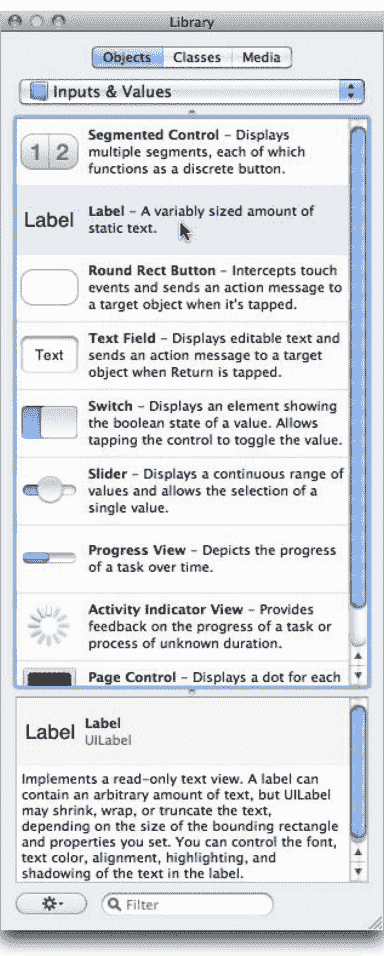 Library
Objects Classes Media
Inputs & Values
1 2
Segmented Control – Displays
multiple segments, each of which
functions as a discrete button.
Label
Label – A variably sized amount of
static text.
Round Rect Button – Intercepts touch
events and sends an action message to
a target object when it's tapped.
Text
Text Field – Displays editable text and
sends an action message to a target
object when Return is tapped.
Switch – Displays an element showing
the boolean state of a value. Allows
tapping the control to toggle the value.
Slider – Displays a continuous range of
values and allows the selection of a
single value.
Progress View – Depicts the progress
of a task over time.
Activity Indicator View – Provides
feedback on the progress of a task or
process of unknown duration.
Page Control – Displays a dot for each
Label
Label
UILabel
Implements a read-only text view. A label can
contain an arbitrary amount of text, but UILabel
may shrink, wrap, or truncate the text,
depending on the size of the bounding rectangle
and properties you set. You can control the font,
text color, alignment, highlighting, and
shadowing of the text in the label.
Filter